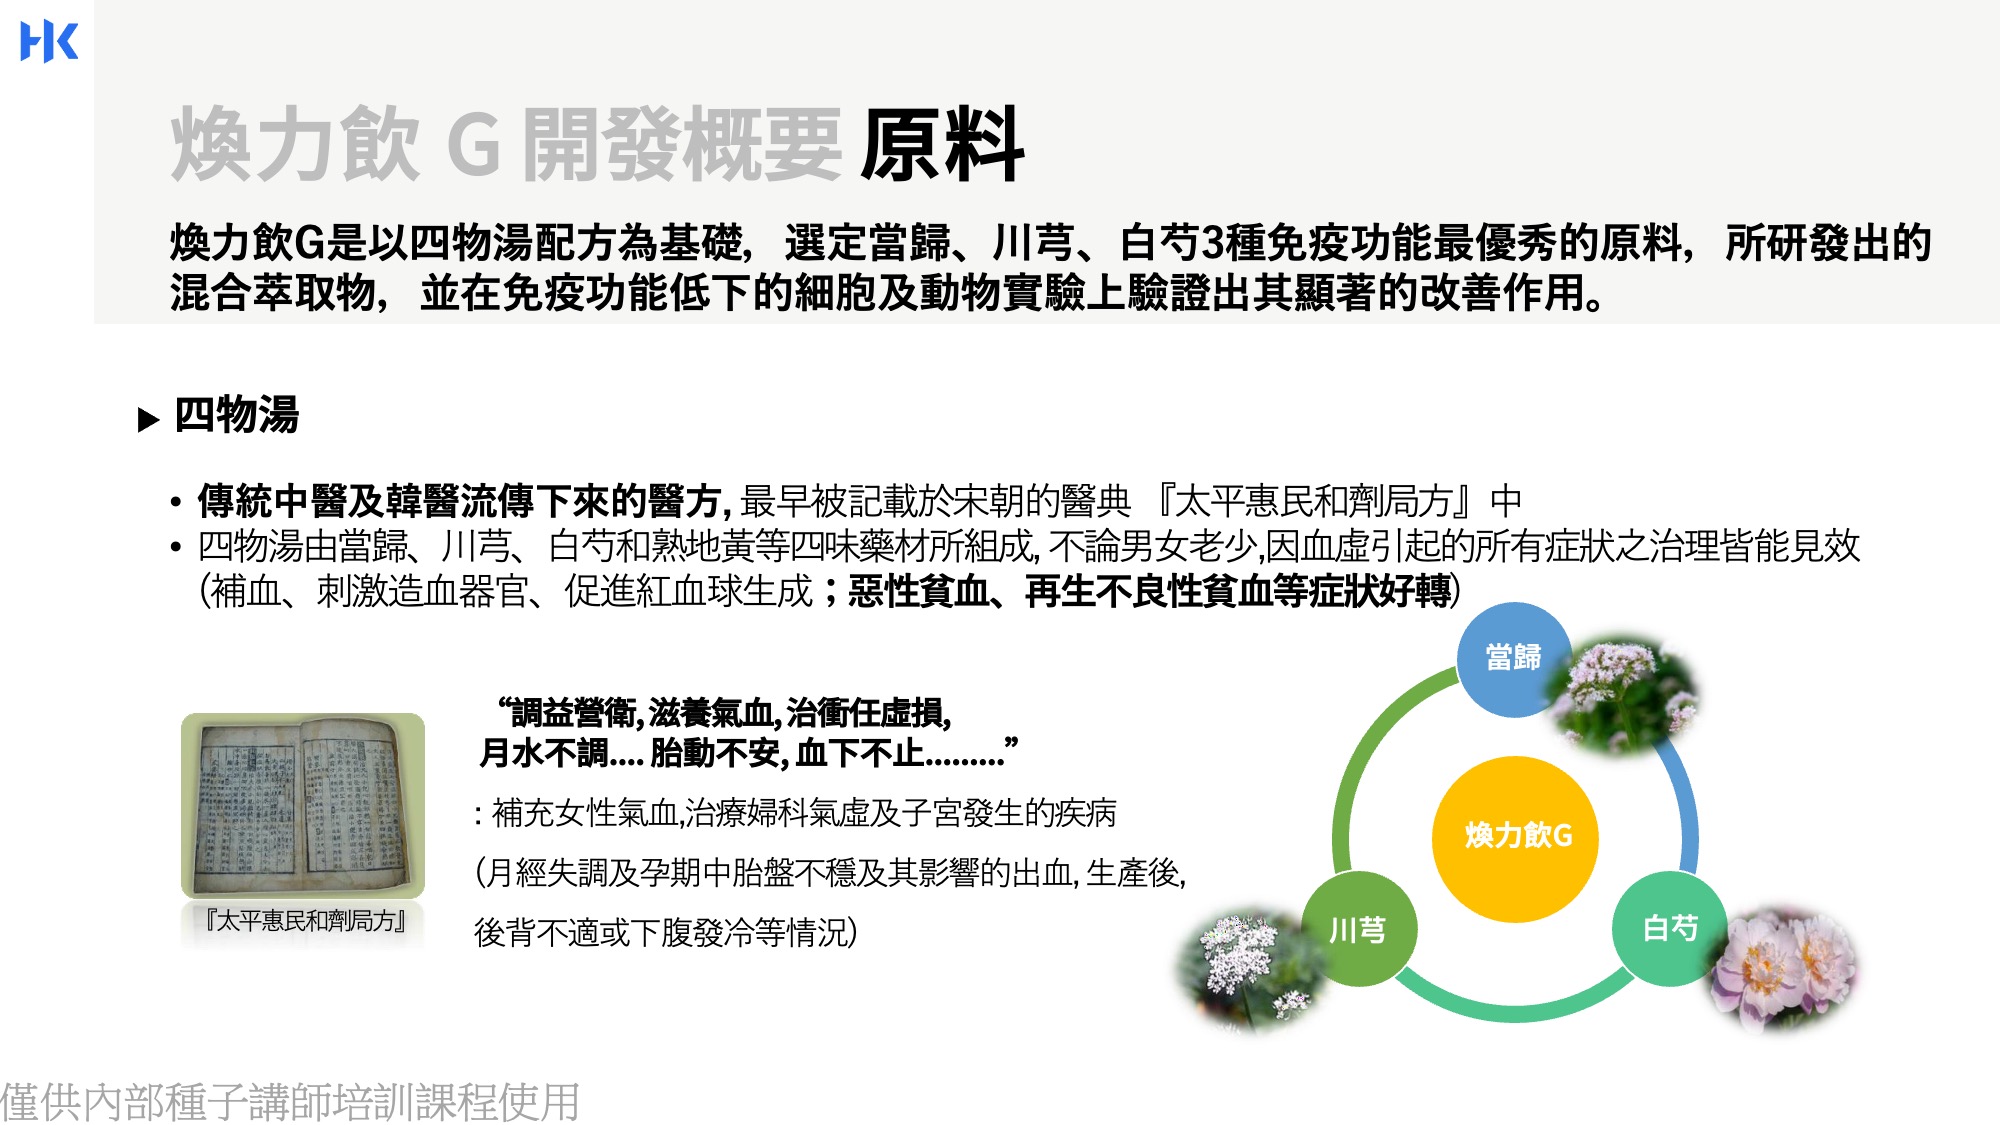 HK
煥力飲 G 開發概要 原料
煥力飲G是以四物湯配方為基礎，選定當歸、川芎、白芍3種免疫功能最優秀的原料，所研發出的
混合萃取物，並在免疫功能低下的細胞及動物實驗上驗證出其顯著的改善作用。
▶ 四物湯
• 傳統中醫及韓醫流傳下來的醫方, 最早被記載於宋朝的醫典 『太平惠民和劑局方』中
• 四物湯由當歸、川芎、白芍和熟地黃等四味藥材所組成, 不論男女老少,因血虛引起的所有症狀之治理皆能見效
(補血、刺激造血器官、促進紅血球生成；惡性貧血、再生不良性貧血等症狀好轉)
“調益營衛, 滋養氣血, 治衝任虛損,
月水不調.... 胎動不安, 血下不止.........”
: 補充女性氣血,治療婦科氣虛及子宮發生的疾病
(月經失調及孕期中胎盤不穩及其影響的出血, 生產後,
後背不適或下腹發冷等情況)
『太平惠民和劑局方』
當歸
煥力飲G
川芎
白芍
僅供內部種子講師培訓課程使用